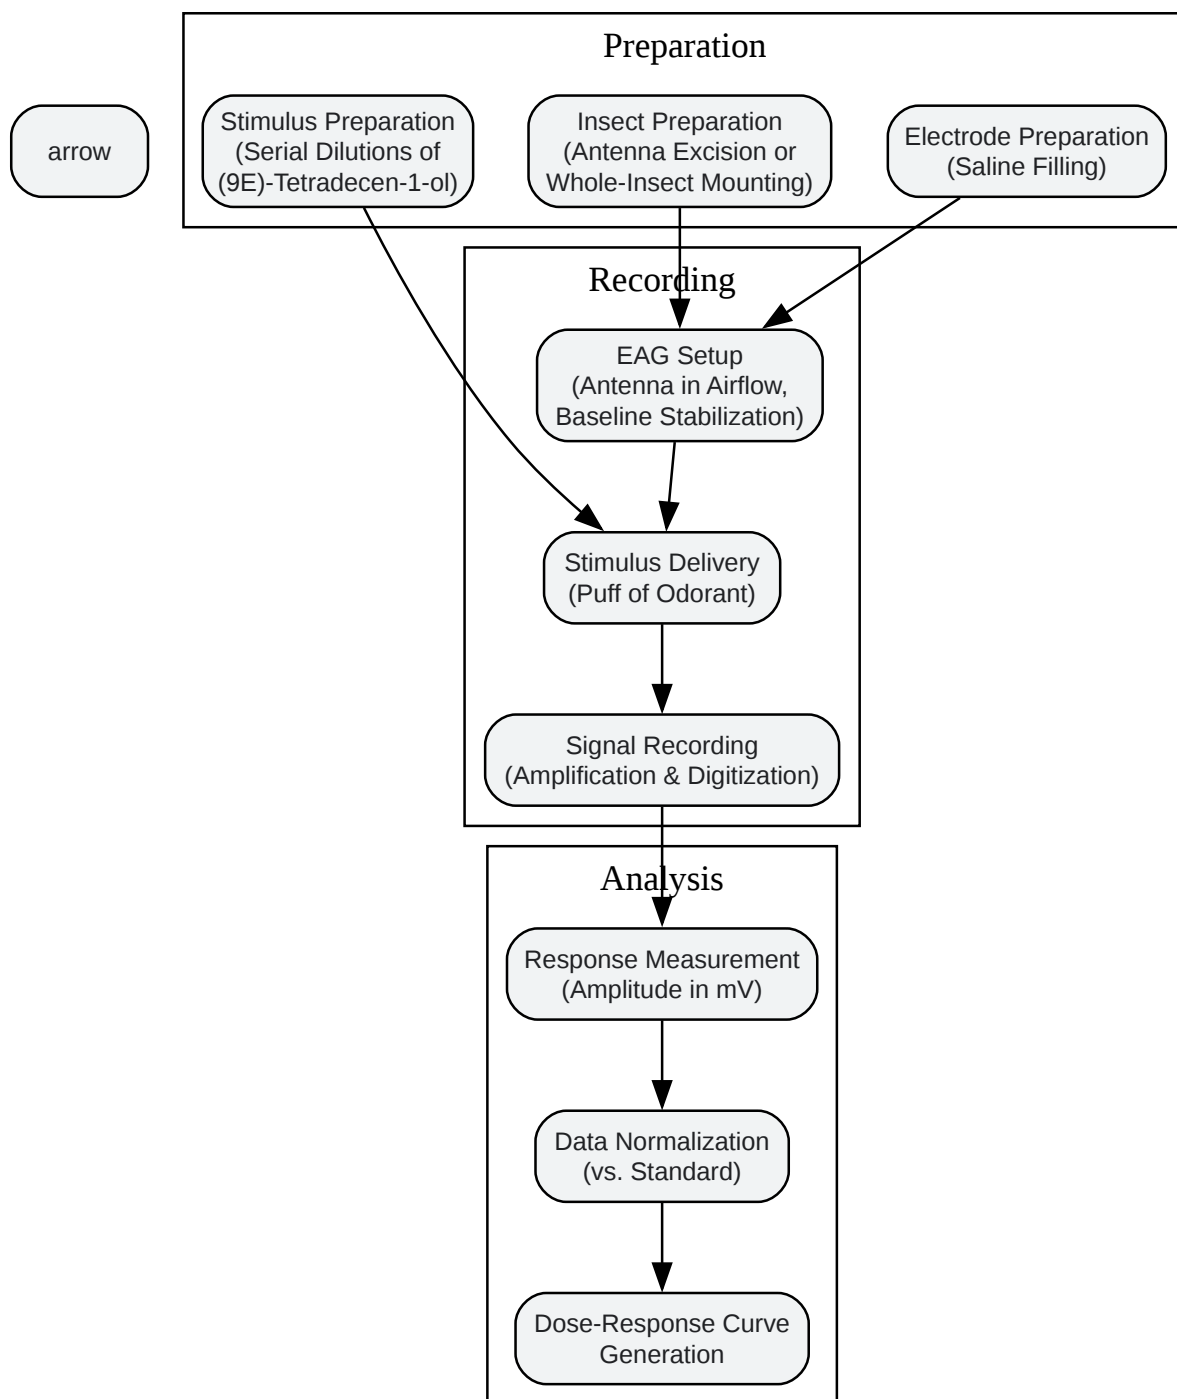 Preparation
arrow
Stimulus Preparation
(Serial Dilutions of
(9E)-Tetradecen-1-ol)
Insect Preparation
(Antenna Excision or
Whole-Insect Mounting)
Electrode Preparation
(Saline Filling)
Recording
EAG Setup
(Antenna in Airflow,
Baseline Stabilization)
Stimulus Delivery
(Puff of Odorant)
Signal Recording
(Amplification & Digitization)
Analysis
Response Measurement
(Amplitude in mV)
Data Normalization
(vs. Standard)
Dose-Response Curve
Generation